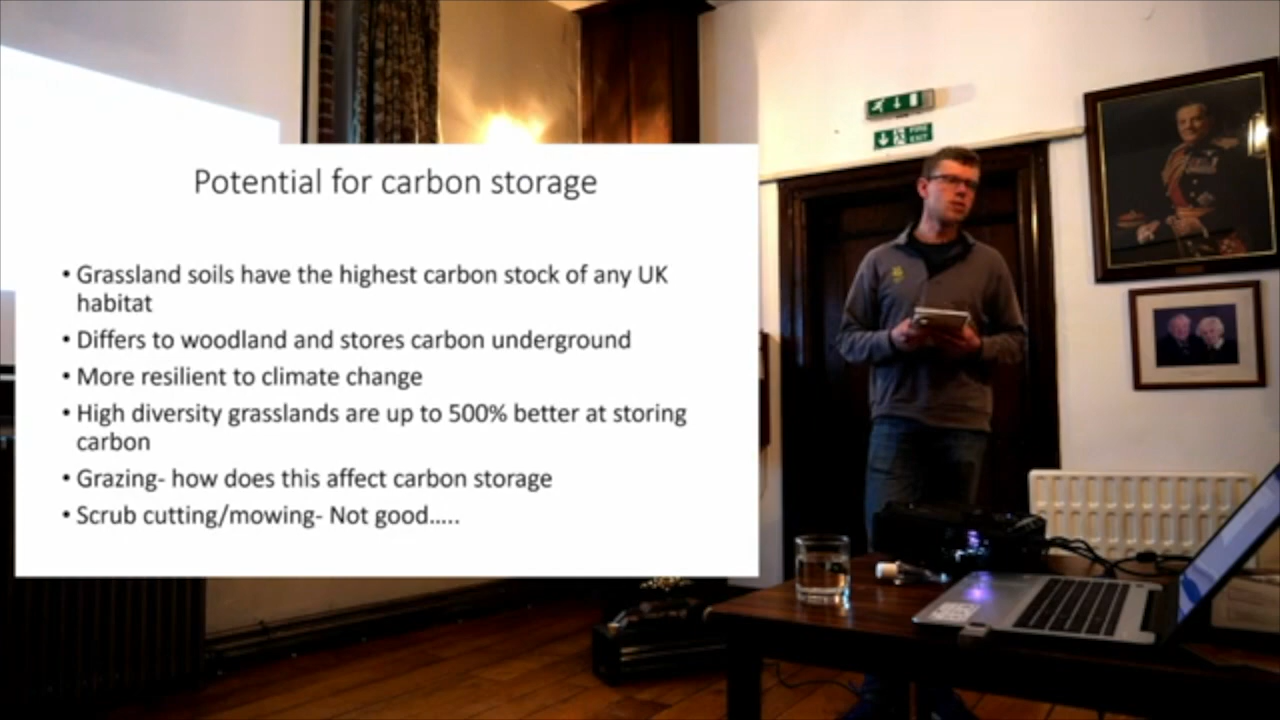 Potential for carbon storage
• Grassland soils have the highest carbon stock of any UK
habitat
• Differs to woodland and stores carbon underground
• More resilient to climate change
• High diversity grasslands are up to 500% better at storing
carbon
• Grazing- how does this affect carbon storage
• Scrub cutting/mowing- Not good.....
FIRE
EXIT